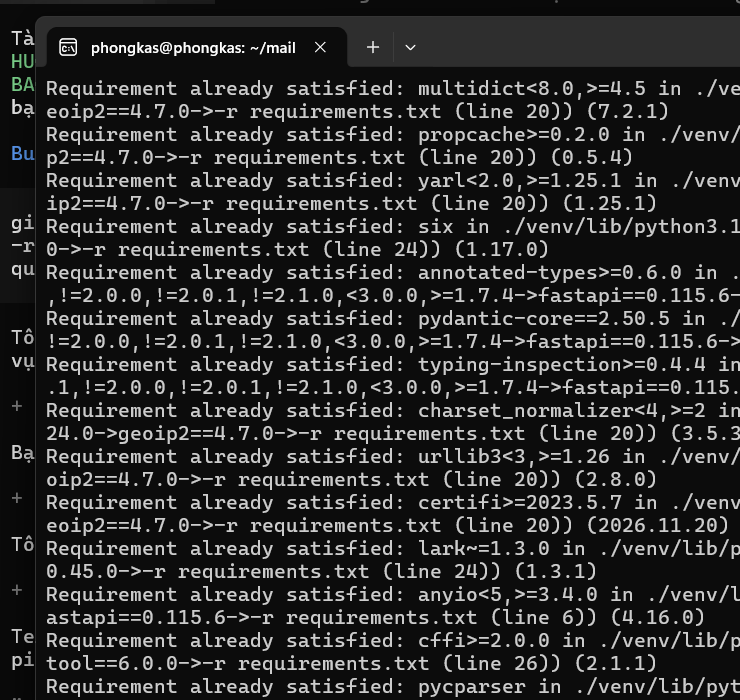 Tà
HU
BA
bạ
Bu
gi
-r
qu
Tô
vụ
+
Bạ
+
Tô
+
Te
pi
phongkas@phongkas: ~/mail
Requirement already satisfied: multidict<8.0,>=4.5 in ./ve
eoip2==4.7.0->-r requirements.txt (line 20)) (7.2.1)
Requirement already satisfied: propcache>=0.2.0 in ./venv/
p2==4.7.0->-r requirements.txt (line 20)) (0.5.4)
Requirement already satisfied: yarl<2.0,>=1.25.1 in ./venv
ip2==4.7.0->-r requirements.txt (line 20)) (1.25.1)
Requirement already satisfied: six in ./venv/lib/python3.1
0->-r requirements.txt (line 24)) (1.17.0)
Requirement already satisfied: annotated-types>=0.6.0 in .
,!=2.0.0,!=2.0.1,!=2.1.0,<3.0.0,>=1.7.4->fastapi==0.115.6-
Requirement already satisfied: pydantic-core==2.50.5 in ./
!=2.0.0,!=2.0.1,!=2.1.0,<3.0.0,>=1.7.4->fastapi==0.115.6->
Requirement already satisfied: typing-inspection>=0.4.4 in
.1,!=2.0.0,!=2.0.1,!=2.1.0,<3.0.0,>=1.7.4->fastapi==0.115.
Requirement already satisfied: charset_normalizer<4,>=2 in
24.0->geoip2==4.7.0->-r requirements.txt (line 20)) (3.5.3
Requirement already satisfied: urllib3<3,>=1.26 in ./venv/
oip2==4.7.0->-r requirements.txt (line 20)) (2.8.0)
Requirement already satisfied: certifi>=2023.5.7 in ./venv
eoip2==4.7.0->-r requirements.txt (line 20)) (2026.11.20)
Requirement already satisfied: lark~=1.3.0 in ./venv/lib/p
0.45.0->-r requirements.txt (line 24)) (1.3.1)
Requirement already satisfied: anyio<5,>=3.4.0 in ./venv/l
astapi==0.115.6->-r requirements.txt (line 6)) (4.16.0)
Requirement already satisfied: cffi>=2.0.0 in ./venv/lib/p
tool==6.0.0->-r requirements.txt (line 26)) (2.1.1)
Requirement already satisfied: pycparser in ./venv/lib/pyt